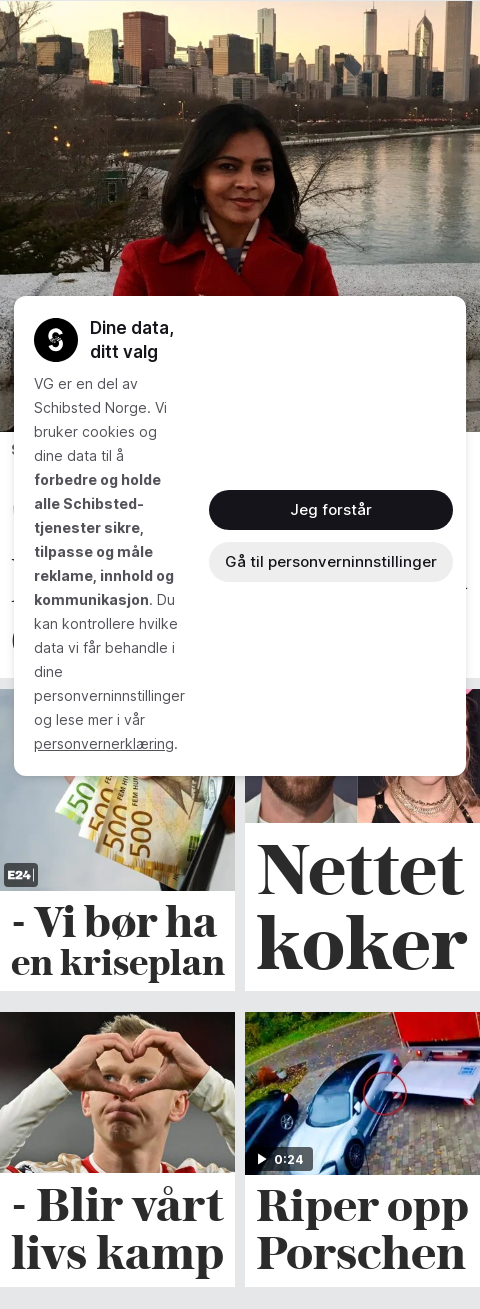 Dine data,
ditt valg
VG er en del av
Schibsted Norge. Vi
bruker cookies og
dine data til å
forbedre og holde
alle Schibsted-
tjenester sikre,
tilpasse og måle
reklame, innhold og
kommunikasjon. Du
kan kontrollere hvilke
data vi får behandle i
dine
personverninnstillinger
og lese mer i vår
personvernerklæring.
Jeg forstår
Gå til personverninnstillinger
50
500
500
E24
- Vi bør ha
en kriseplan
Nettet
koker
- Blir vårt
livs kamp
0:24
Riper opp
Porschen